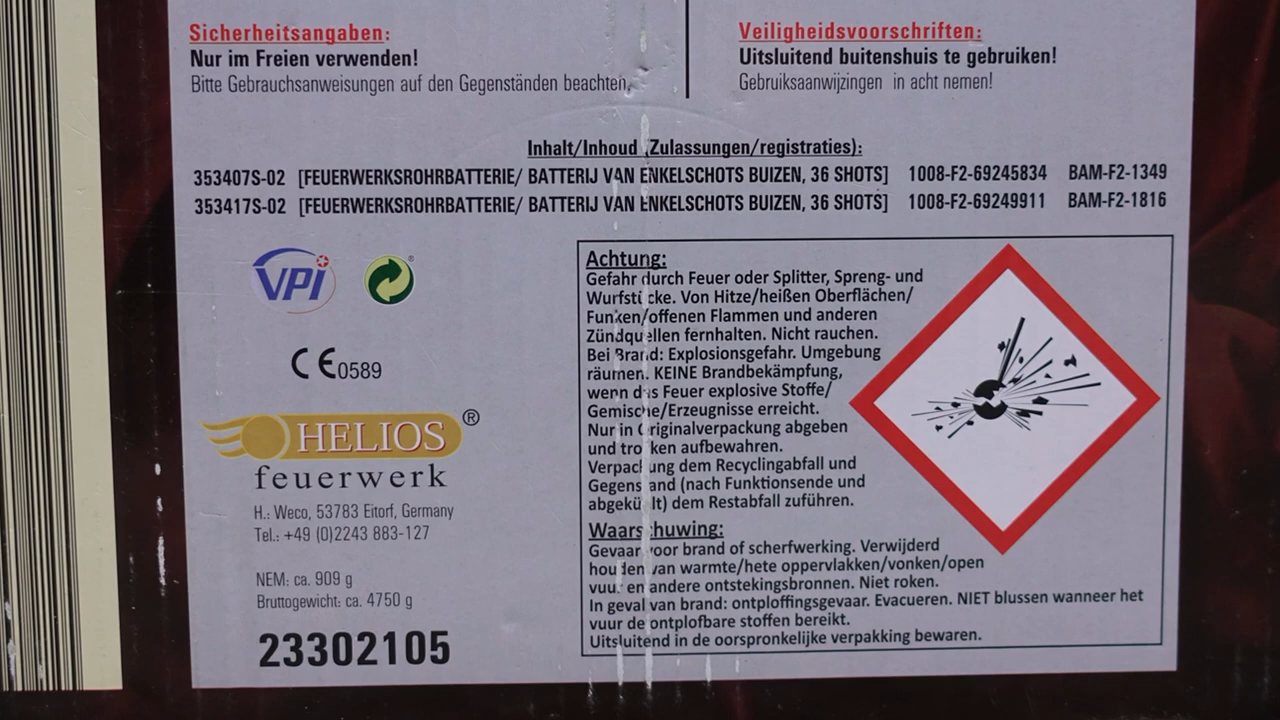 Sicherheitsangaben:
Nur im Freien verwenden!
Bitte Gebrauchsanweisungen auf den Gegenständen beachten.
Veiligheidsvoorschriften:
Uitsluitend buitenshuis te gebruiken!
Gebruiksaanwijzingen in acht nemen!
Inhalt/Inhoud (Zulassungen/registraties):
353407S-02 [FEUERWERKSROHRBATTERIE/ BATTERIJ VAN ENKELSCHOTS BUIZEN, 36 SHOTS] 1008-F2-69245834 BAM-F2-1349
353417S-02 [FEUERWERKSROHRBATTERIE/ BATTERIJ VAN ENKELSCHOTS BUIZEN, 36 SHOTS] 1008-F2-69249911 BAM-F2-1816
VPI
CE0589
HELIOS®
feuerwerk
H.: Weco, 53783 Eitorf, Germany
Tel.: +49 (0)2243 883-127
NEM: ca. 909 g
Bruttogewicht: ca. 4750 g
23302105
Achtung:
Gefahr durch Feuer oder Splitter, Spreng- und
Wurfstücke. Von Hitze/heißen Oberflächen/
Funken/offenen Flammen und anderen
Zündquellen fernhalten. Nicht rauchen.
Bei Brand: Explosionsgefahr. Umgebung
räumen. KEINE Brandbekämpfung,
wenn das Feuer explosive Stoffe/
Gemische/Erzeugnisse erreicht.
Nur in Originalverpackung abgeben
und trocken aufbewahren.
Verpackung dem Recyclingabfall und
Gegenstand (nach Funktionsende und
abgekühlt) dem Restabfall zuführen.
Waarschuwing:
Gevaar voor brand of scherfwerking. Verwijderd
houden van warmte/hete oppervlakken/vonken/open
vuur en andere ontstekingsbronnen. Niet roken.
In geval van brand: ontploffingsgevaar. Evacueren. NIET blussen wanneer het
vuur de ontplofbare stoffen bereikt.
Uitsluitend in de oorspronkelijke verpakking bewaren.